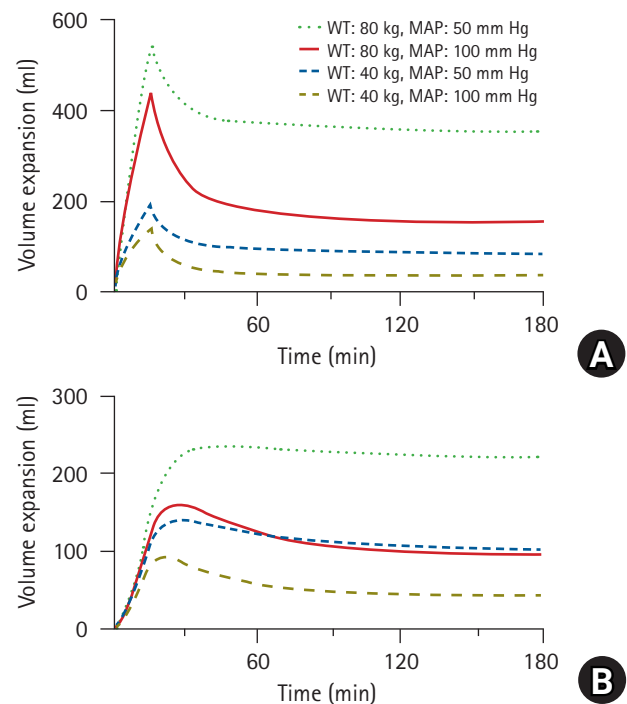 600
400
200
0
Volume expansion (ml)
WT: 80 kg, MAP: 50 mm Hg
WT: 80 kg, MAP: 100 mm Hg
WT: 40 kg, MAP: 50 mm Hg
WT: 40 kg, MAP: 100 mm Hg
60 120 180
Time (min)
A
300
200
100
0
Volume expansion (ml)
60 120 180
Time (min)
B